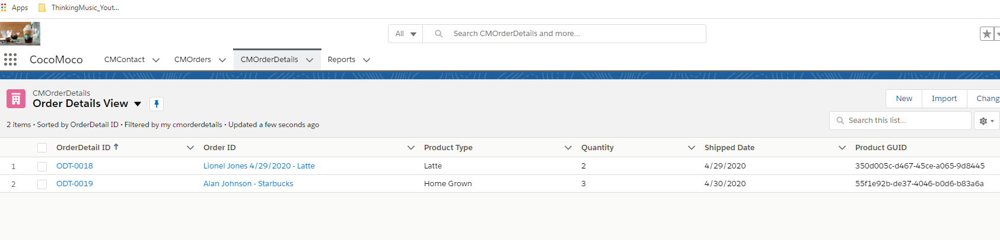 Apps ThinkingMusic_Yout...
All Search CMOrderDetails and more...
CocoMoco CMContact CMOrders CMOrderDetails Reports
CMOrderDetails
Order Details View
New Import Chang
2 items • Sorted by OrderDetail ID • Filtered by my cmorderdetails • Updated a few seconds ago
Search this list...
OrderDetail ID Order ID Product Type Quantity Shipped Date Product GUID
1 ODT-0018 Lionel Jones 4/29/2020 - Latte Latte 2 4/29/2020 350d005c-d467-45ce-a065-9d8445
2 ODT-0019 Alan Johnson - Starbucks Home Grown 3 4/30/2020 55f1e92b-de37-4046-b0d6-b83a6a